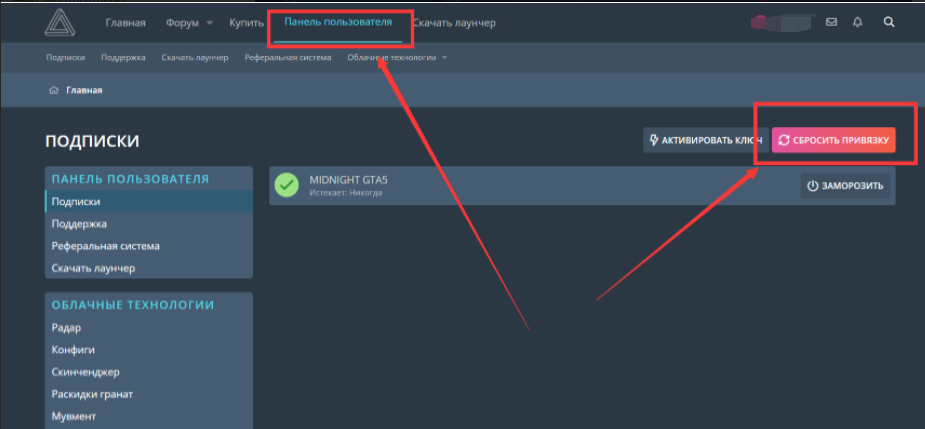 Главная Форум Купить Панель пользователя Скачать лаунчер
Подписки Поддержка Скачать лаунчер Реферальная система Облачные технологии
Главная
ПОДПИСКИ
АКТИВИРОВАТЬ КЛЮЧ СБРОСИТЬ ПРИВЯЗКУ
ПАНЕЛЬ ПОЛЬЗОВАТЕЛЯ
Подписки
Поддержка
Реферальная система
Скачать лаунчер
MIDNIGHT GTA5
Истекает: Никогда
ЗАМОРОЗИТЬ
ОБЛАЧНЫЕ ТЕХНОЛОГИИ
Радар
Конфиги
Скинченджер
Раскидки гранат
Мувмент